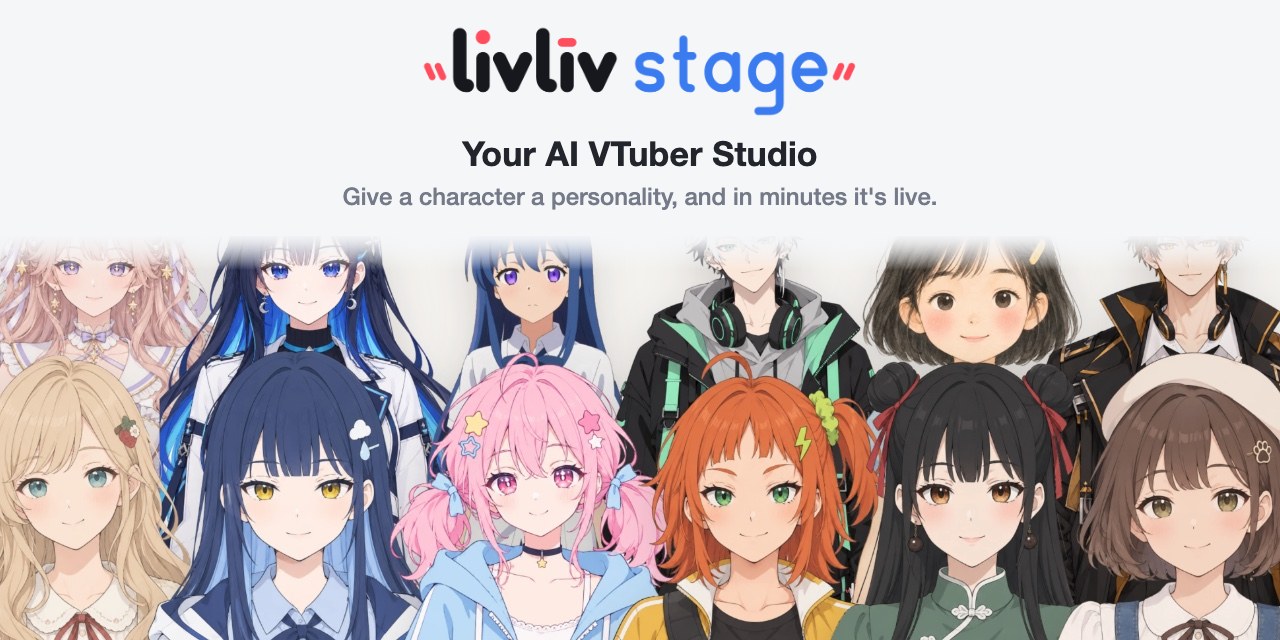 livliv stage
Your AI VTuber Studio
Give a character a personality, and in minutes it's live.